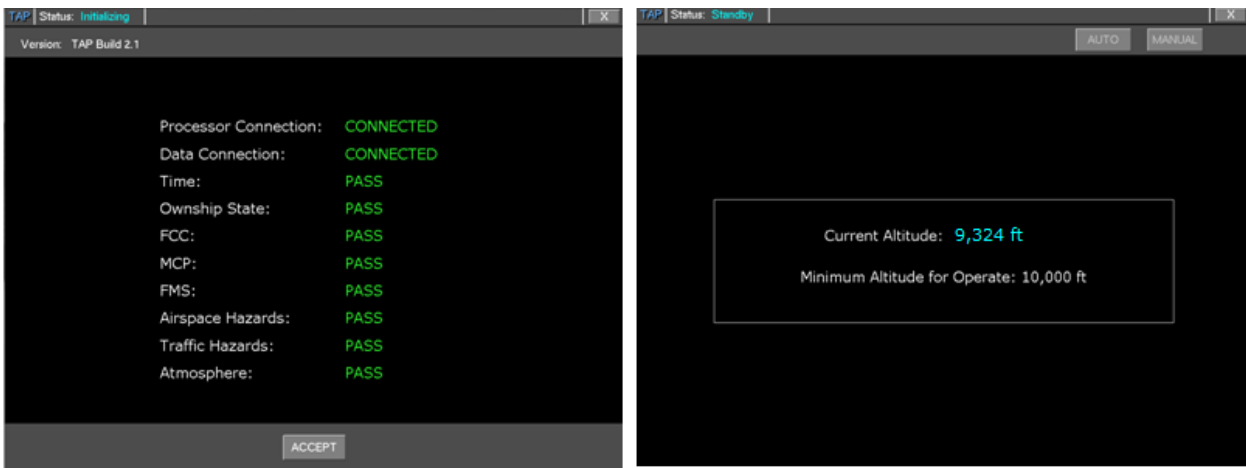 TAP Status: Initializing X
Version: TAP Build 2.1
Processor Connection: CONNECTED
Data Connection: CONNECTED
Time: PASS
Ownship State: PASS
FCC: PASS
MCP: PASS
FMS: PASS
Airspace Hazards: PASS
Traffic Hazards: PASS
Atmosphere: PASS
ACCEPT
TAP Status: Standby X
AUTO MANUAL
Current Altitude: 9,324 ft
Minimum Altitude for Operate: 10,000 ft